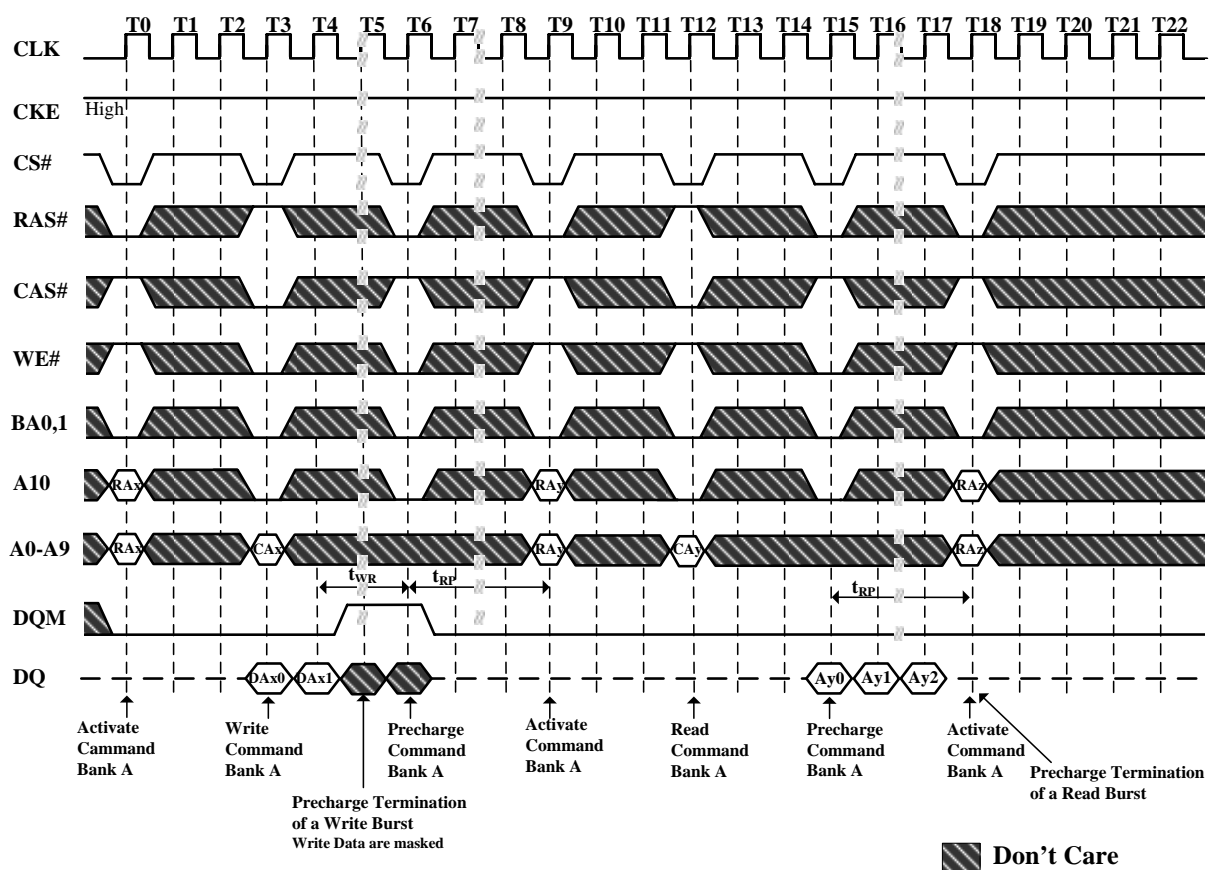 T0 T1 T2 T3 T4 T5 T6 T7 T8 T9 T10 T11 T12 T13 T14 T15 T16 T17 T18 T19 T20 T21 T22
CLK
CKE High
CS#
RAS#
CAS#
WE#
BA0,1
A10 RAx RAy RAz
A0-A9 RAx CAx RAy CAy RAz
tWR tRP tRP
DQM
DQ DAx0 DAx1 Ay0 Ay1 Ay2
Activate
Cammand
Bank A
Write
Command
Bank A
Precharge
Command
Bank A
Activate
Command
Bank A
Read
Command
Bank A
Precharge
Command
Bank A
Activate
Command
Bank A
Precharge Termination
of a Read Burst
Precharge Termination
of a Write Burst
Write Data are masked
Don't Care